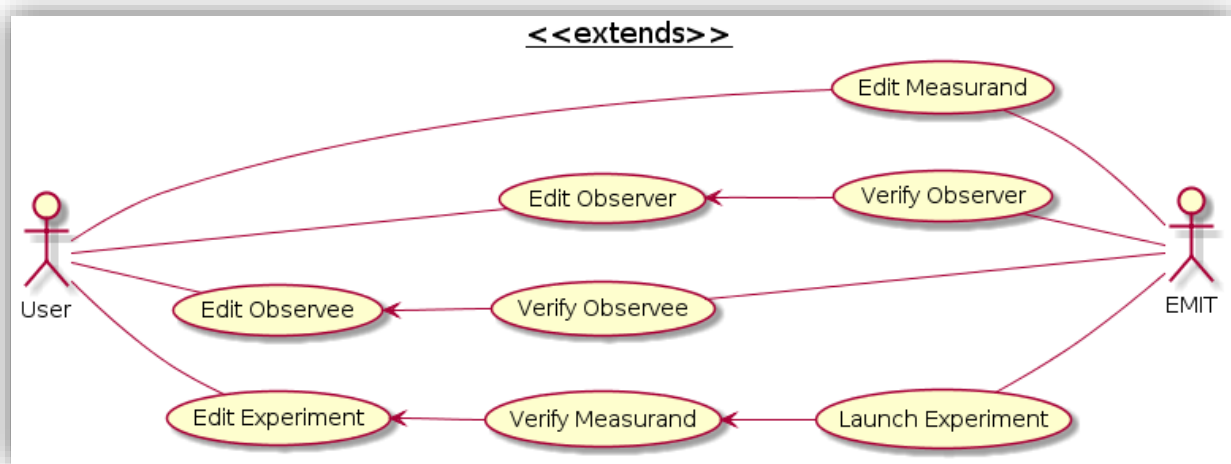 <<extends>>
Edit Measurand
Edit Observer
Verify Observer
User
EMIT
Edit Observee
Verify Observee
Edit Experiment
Verify Measurand
Launch Experiment